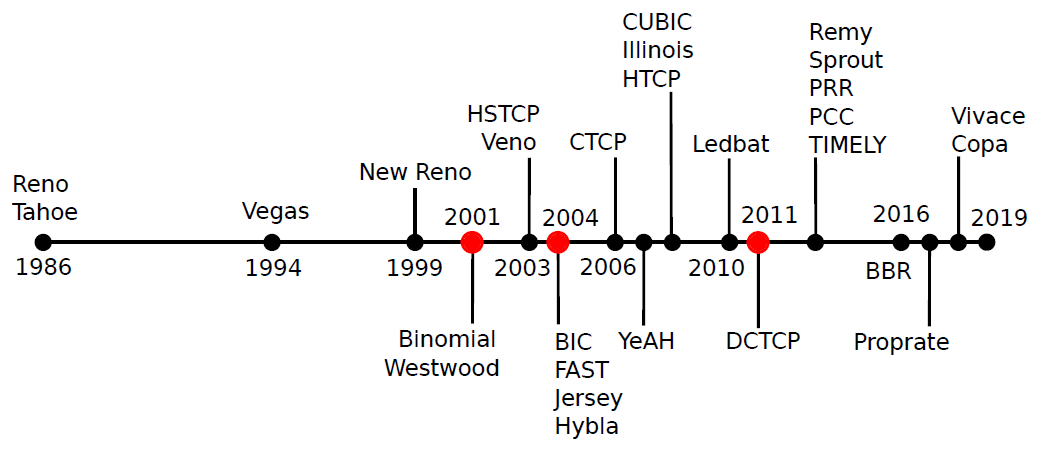 CUBIC
Illinois
HTCP
Remy
Sprout
PRR
PCC
TIMELY
HSTCP
Veno
CTCP
Ledbat
Vivace
Copa
New Reno
Reno
Tahoe
Vegas
2001
2004
2011
2016
2019
1986
1994
1999
2003
2006
2010
BBR
Binomial
Westwood
BIC
FAST
Jersey
Hybla
YeAH
DCTCP
Proprate